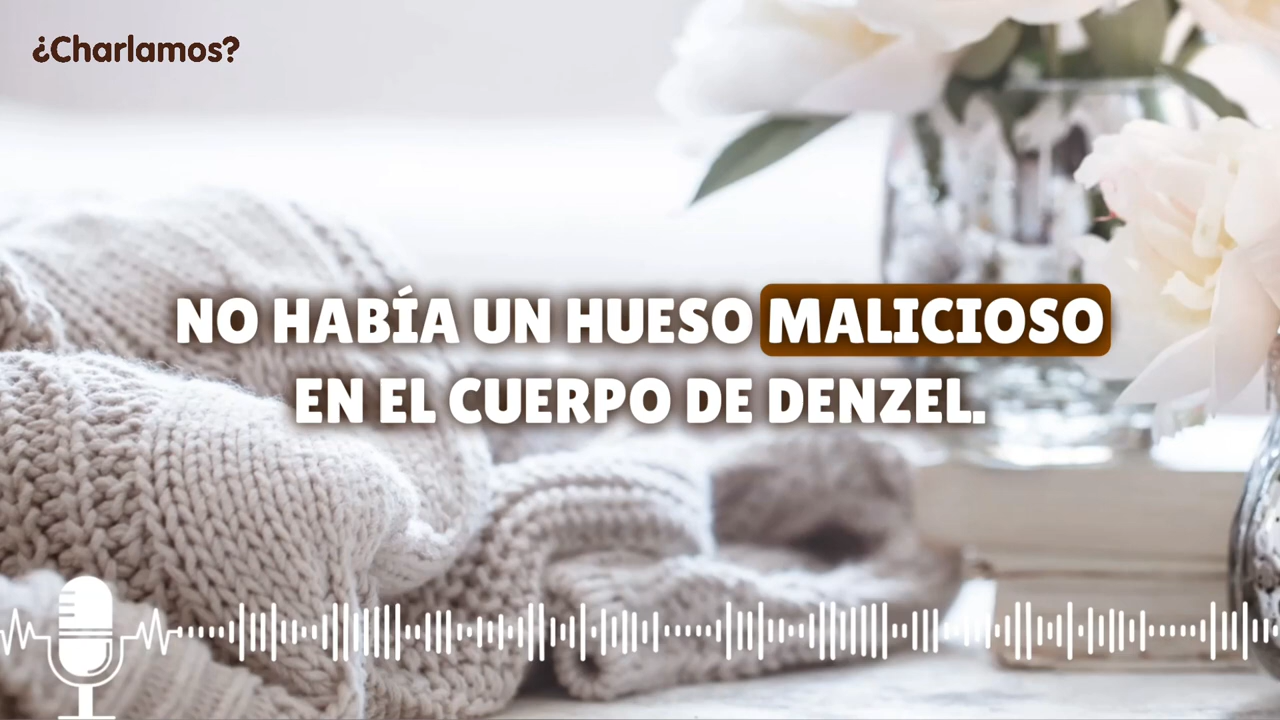 ¿Charlamos?
NO HABÍA UN HUESO MALICIOSO
EN EL CUERPO DE DENZEL.